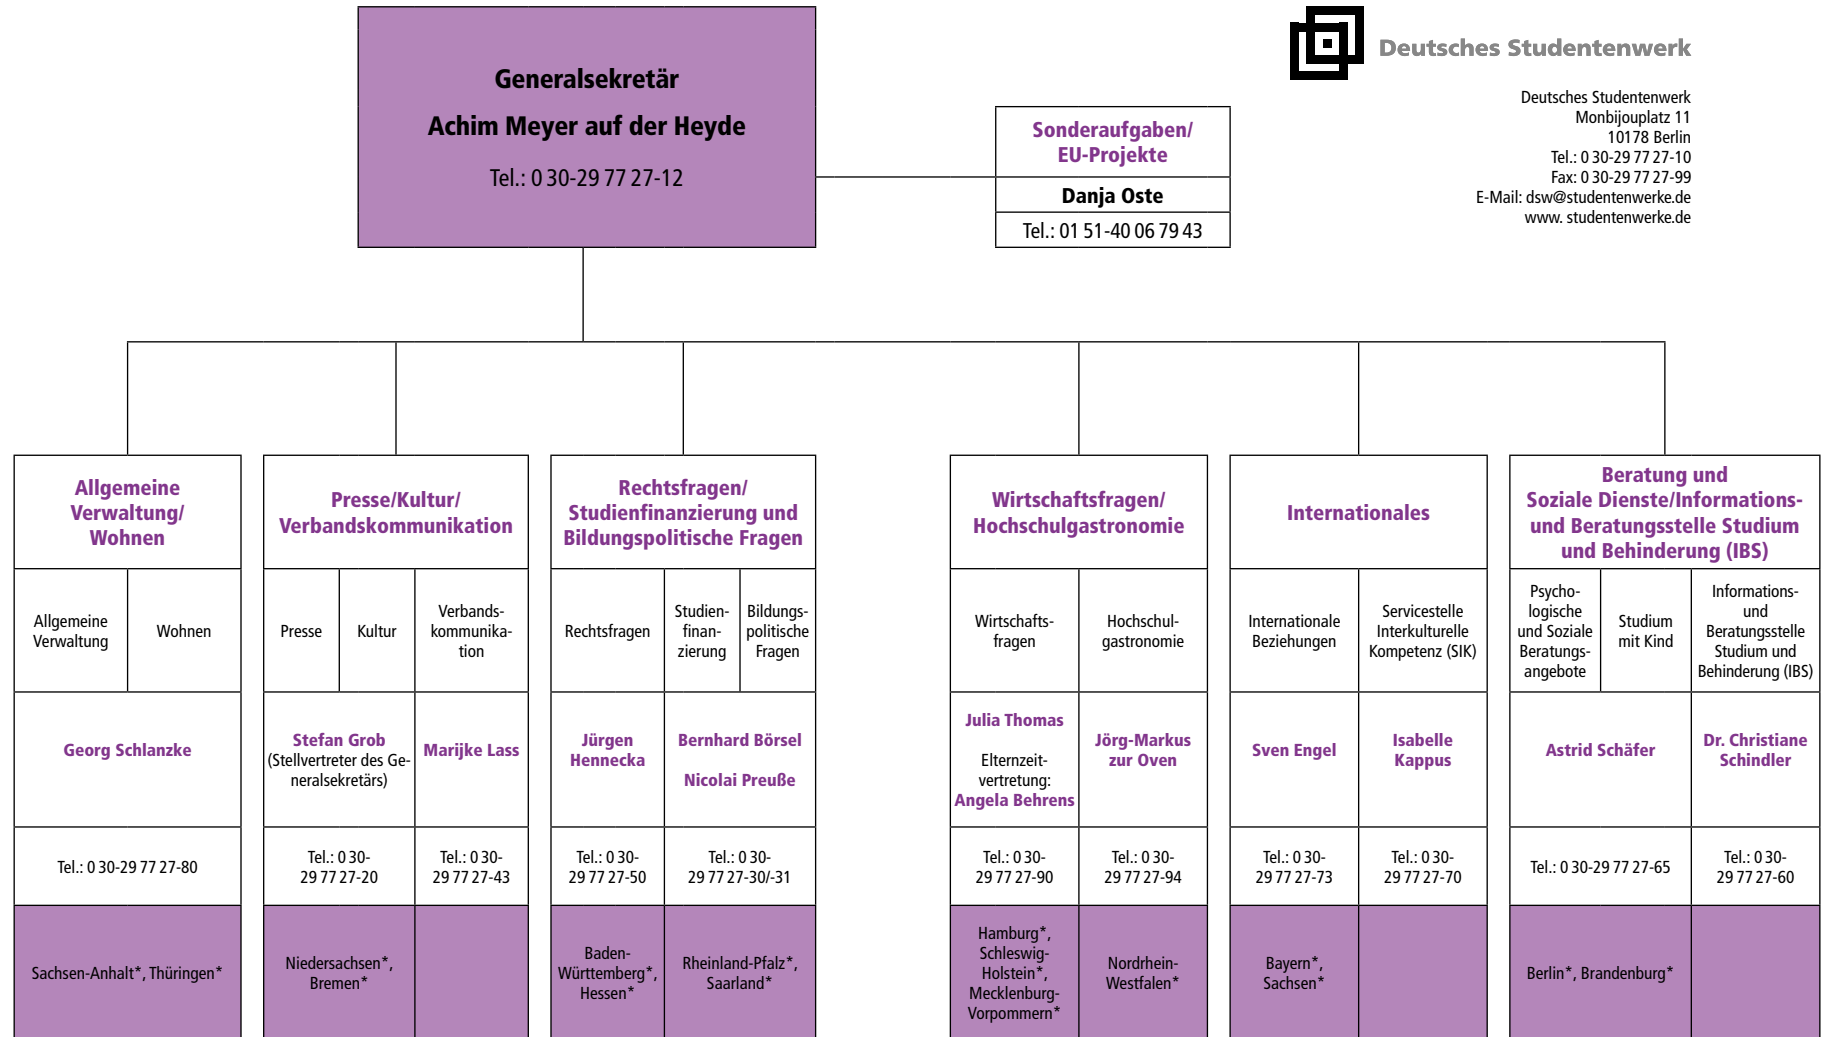 Generalsekretär
Achim Meyer auf der Heyde
Tel.: 0 30-29 77 27-12
Sonderaufgaben/
EU-Projekte
Danja Oste
Tel.: 01 51-40 06 79 43
Deutsches Studentenwerk
Deutsches Studentenwerk
Monbijouplatz 11
10178 Berlin
Tel.: 0 30-29 77 27-10
Fax: 0 30-29 77 27-99
E-Mail: dsw@studentenwerke.de
www. studentenwerke.de
Allgemeine
Verwaltung/
Wohnen
Allgemeine
Verwaltung
Wohnen
Georg Schlanzke
Tel.: 0 30-29 77 27-80
Sachsen-Anhalt*, Thüringen*
Presse/Kultur/
Verbandskommunikation
Presse
Kultur
Verbands-
kommunika-
tion
Stefan Grob
(Stellvertreter des Ge-
neralsekretärs)
Marijke Lass
Tel.: 0 30-
29 77 27-20
Tel.: 0 30-
29 77 27-43
Niedersachsen*,
Bremen*
Rechtsfragen/
Studienfinanzierung und
Bildungspolitische Fragen
Rechtsfragen
Studien-
finan-
zierung
Bildungs-
politische
Fragen
Jürgen
Hennecka
Bernhard Börsel
Nicolai Preuße
Tel.: 0 30-
29 77 27-50
Tel.: 0 30-
29 77 27-30/-31
Baden-
Württemberg*,
Hessen*
Rheinland-Pfalz*,
Saarland*
Wirtschaftsfragen/
Hochschulgastronomie
Wirtschafts-
fragen
Hochschul-
gastronomie
Julia Thomas
Elternzeit-
vertretung:
Angela Behrens
Jörg-Markus
zur Oven
Tel.: 0 30-
29 77 27-90
Tel.: 0 30-
29 77 27-94
Hamburg*,
Schleswig-
Holstein*,
Mecklenburg-
Vorpommern*
Nordrhein-
Westfalen*
Internationales
Internationale
Beziehungen
Servicestelle
Interkulturelle
Kompetenz (SIK)
Sven Engel
Isabelle
Kappus
Tel.: 0 30-
29 77 27-73
Tel.: 0 30-
29 77 27-70
Bayern*,
Sachsen*
Beratung und
Soziale Dienste/Informations-
und Beratungsstelle Studium
und Behinderung (IBS)
Psycho-
logische
und Soziale
Beratungs-
angebote
Studium
mit Kind
Informations-
und
Beratungsstelle
Studium und
Behinderung (IBS)
Astrid Schäfer
Dr. Christiane
Schindler
Tel.: 0 30-29 77 27-65
Tel.: 0 30-
29 77 27-60
Berlin*, Brandenburg*